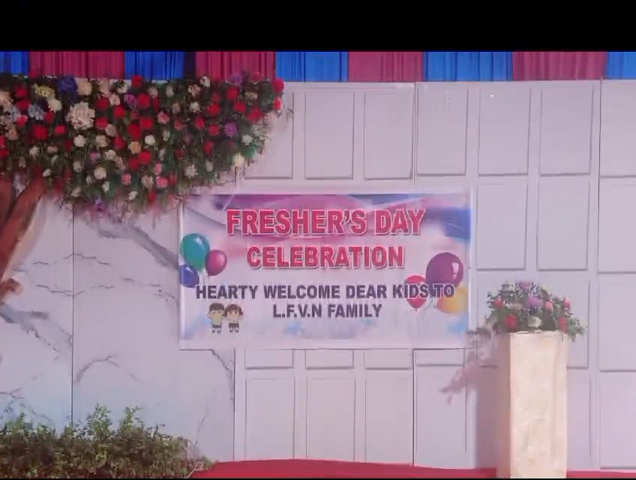 FRESHER'S DAY
CELEBRATION
HEARTY WELCOME DEAR KIDS TO
L.F.V.N FAMILY